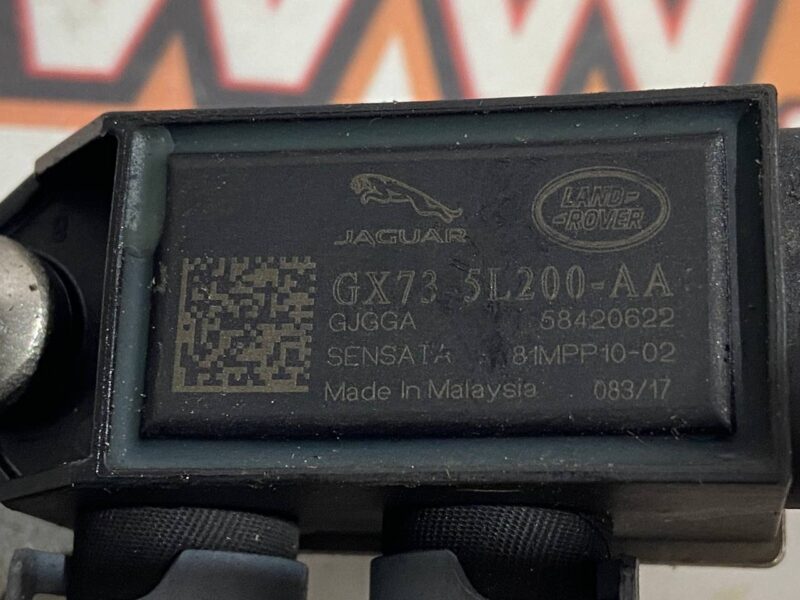 JAGUAR
LAND-
-ROVER
GX73 5L200-AA
GJGGA 58420622
SENSATA 81MPP10-02
Made In Malaysia 083/17